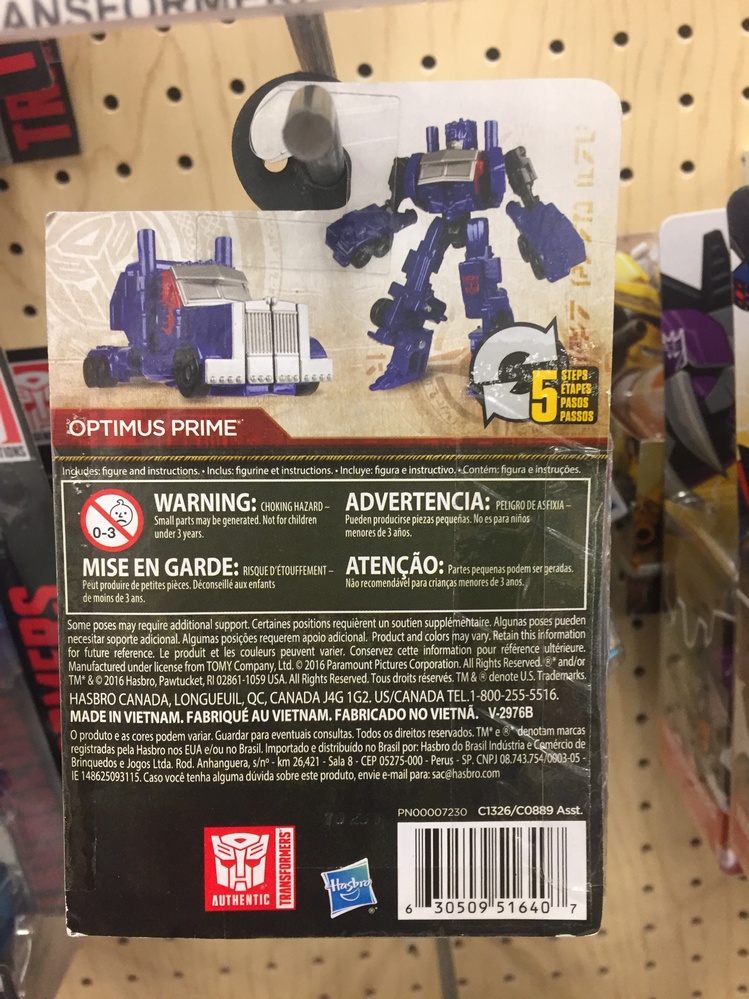 ANSFORMERS
OPTIMUS PRIME
5 STEPS
ÉTAPES
PASOS
PASSOS
Includes: figure and instructions. • Inclus: figurine et instructions. • Incluye: figura e instructivo. • Contém: figura e instruções.
0-3
WARNING: CHOKING HAZARD –
Small parts may be generated. Not for children
under 3 years.
ADVERTENCIA: PELIGRO DE ASFIXIA –
Pueden producirse piezas pequeñas. No es para niños
menores de 3 años.
MISE EN GARDE: RISQUE D'ÉTOUFFEMENT –
Peut produire de petites pièces. Déconseillé aux enfants
de moins de 3 ans.
ATENÇÃO: Partes pequenas podem ser geradas.
Não recomendável para crianças menores de 3 anos.
Some poses may require additional support. Certaines positions requièrent un soutien supplémentaire. Algunas poses pueden
necesitar soporte adicional. Algumas posições requerem apoio adicional. Product and colors may vary. Retain this information
for future reference. Le produit et les couleurs peuvent varier. Conservez cette information pour référence ultérieure.
Manufactured under license from TOMY Company, Ltd. © 2016 Paramount Pictures Corporation. All Rights Reserved. ®* and/or
TM* & © 2016 Hasbro, Pawtucket, RI 02861-1059 USA. All Rights Reserved. Tous droits réservés. TM & ® denote U.S. Trademarks.
HASBRO CANADA, LONGUEUIL, QC, CANADA J4G 1G2. US/CANADA TEL.1-800-255-5516.
MADE IN VIETNAM. FABRIQUÉ AU VIETNAM. FABRICADO NO VIETNÃ. V-2976B
O produto e as cores podem variar. Guardar para eventuais consultas. Todos os direitos reservados. TM* e ®* denotam marcas
registradas pela Hasbro nos EUA e/ou no Brasil. Importado e distribuído no Brasil por: Hasbro do Brasil Indústria e Comércio de
Brinquedos e Jogos Ltda. Rod. Anhanguera, s/nº - km 26,421 - Sala 8 - CEP 05275-000 - Perus - SP. CNPJ 08.743.754/0003-05 -
IE 148625093115. Caso você tenha alguma dúvida sobre este produto, envie e-mail para: sac@hasbro.com
PN00007230 C1326/C0889 Asst.
AUTHENTIC
TRANSFORMERS
Hasbro
6 30509 51640 7